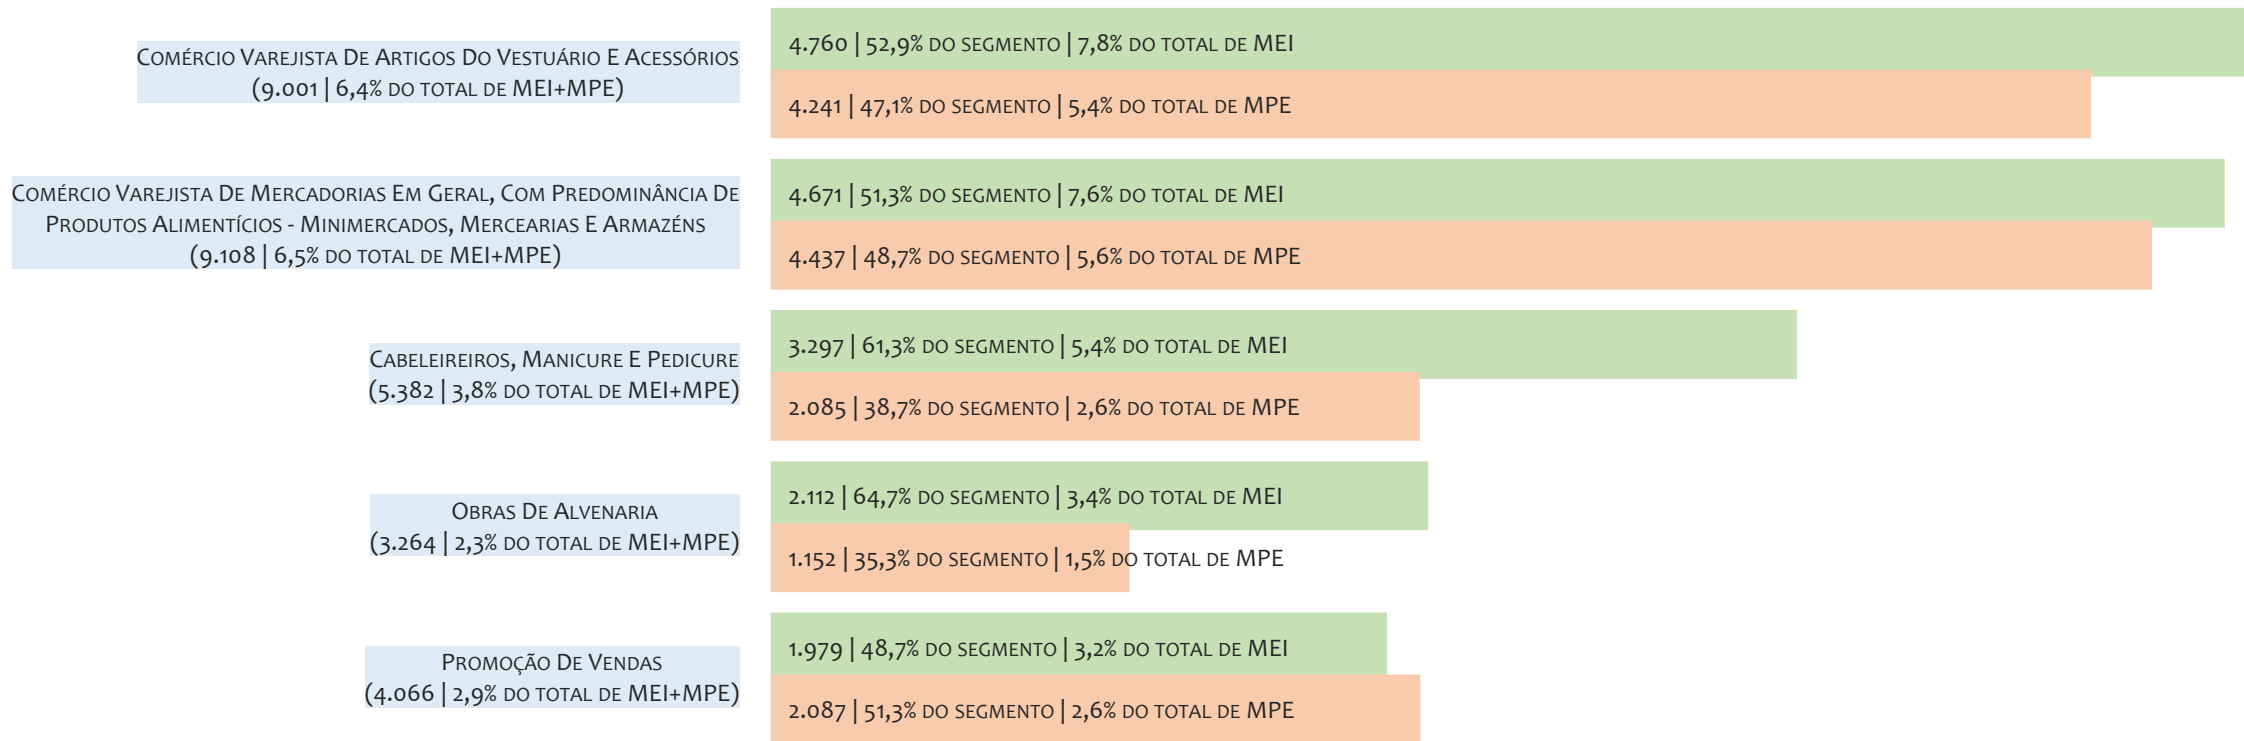 Comércio Varejista De Artigos Do Vestuário E Acessórios
(9.001 | 6,4% do total de MEI+MPE)
4.760 | 52,9% do segmento | 7,8% do total de MEI
4.241 | 47,1% do segmento | 5,4% do total de MPE
Comércio Varejista De Mercadorias Em Geral, Com Predominância De
Produtos Alimentícios - Minimercados, Mercearias E Armazéns
(9.108 | 6,5% do total de MEI+MPE)
4.671 | 51,3% do segmento | 7,6% do total de MEI
4.437 | 48,7% do segmento | 5,6% do total de MPE
Cabeleireiros, Manicure E Pedicure
(5.382 | 3,8% do total de MEI+MPE)
3.297 | 61,3% do segmento | 5,4% do total de MEI
2.085 | 38,7% do segmento | 2,6% do total de MPE
Obras De Alvenaria
(3.264 | 2,3% do total de MEI+MPE)
2.112 | 64,7% do segmento | 3,4% do total de MEI
1.152 | 35,3% do segmento | 1,5% do total de MPE
Promoção De Vendas
(4.066 | 2,9% do total de MEI+MPE)
1.979 | 48,7% do segmento | 3,2% do total de MEI
2.087 | 51,3% do segmento | 2,6% do total de MPE